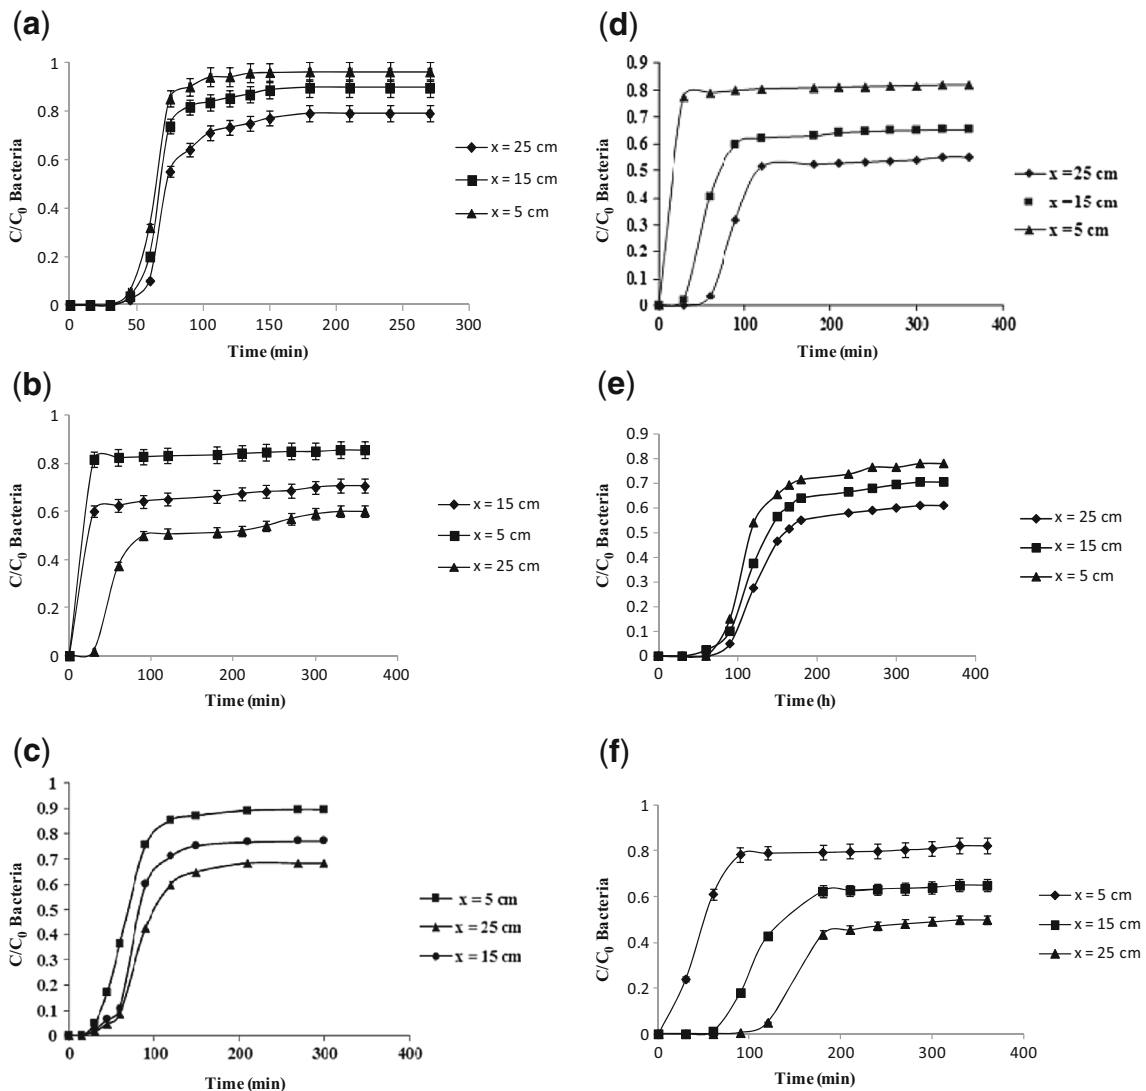 (a)
1
0.8
0.6
0.4
0.2
0
C/C0 Bacteria
0 50 100 150 200 250 300
Time (min)
x = 25 cm
x = 15 cm
x = 5 cm
(b)
1
0.8
0.6
0.4
0.2
0
C/C0 Bacteria
0 100 200 300 400
Time (min)
x = 15 cm
x = 5 cm
x = 25 cm
(c)
1
0.9
0.8
0.7
0.6
0.5
0.4
0.3
0.2
0.1
0
C/C0 Bacteria
0 100 200 300 400
Time (min)
x = 5 cm
x = 25 cm
x = 15 cm
(d)
0.9
0.8
0.7
0.6
0.5
0.4
0.3
0.2
0.1
0
C/C0 Bacteria
0 100 200 300 400
Time (min)
x = 25 cm
x = 15 cm
x = 5 cm
(e)
0.9
0.8
0.7
0.6
0.5
0.4
0.3
0.2
0.1
0
C/C0 Bacteria
0 100 200 300 400
Time (h)
x = 25 cm
x = 15 cm
x = 5 cm
(f)
1
0.8
0.6
0.4
0.2
0
C/C0 Bacteria
0 100 200 300 400
Time (min)
x = 5 cm
x = 15 cm
x = 25 cm